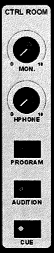 CTRL ROOM
0 10
MON.
0 10
HPHONE
PROGRAM
AUDITION
CUE